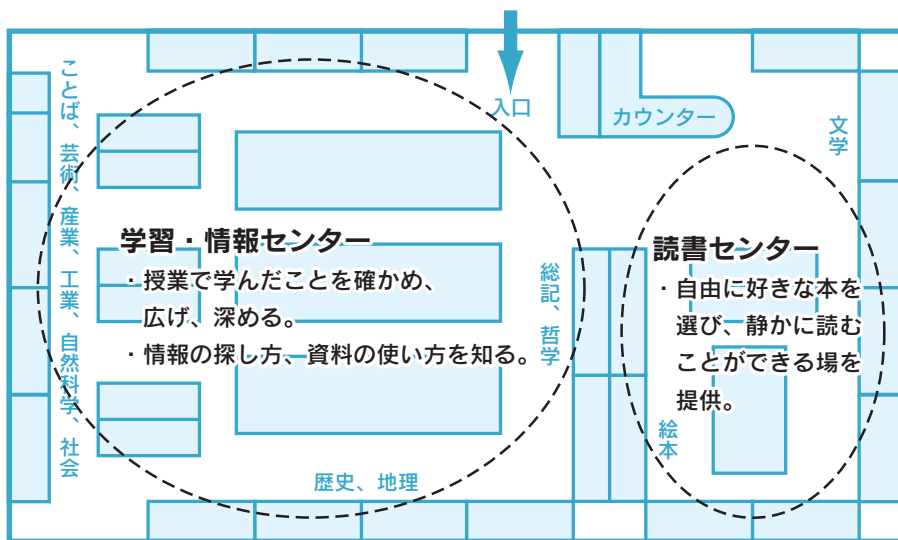 入口
カウンター
文学
ことば、芸術、産業、工業、自然科学、社会
学習・情報センター
・授業で学んだことを確かめ、
広げ、深める。
・情報の探し方、資料の使い方を知る。
総記、哲学
読書センター
・自由に好きな本を
選び、静かに読む
ことができる場を
提供。
絵本
歴史、地理